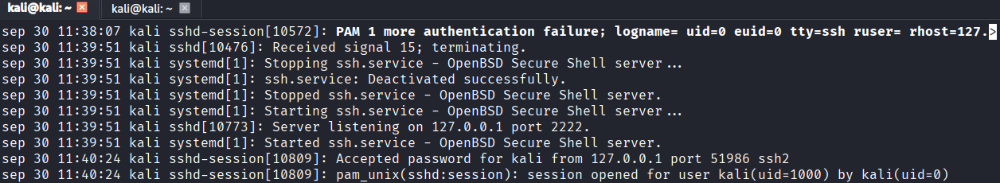 kali@kali: ~ kali@kali: ~
sep 30 11:38:07 kali sshd-session[10572]: PAM 1 more authentication failure; logname= uid=0 euid=0 tty=ssh ruser= rhost=127.>
sep 30 11:39:51 kali sshd[10476]: Received signal 15; terminating.
sep 30 11:39:51 kali systemd[1]: Stopping ssh.service - OpenBSD Secure Shell server...
sep 30 11:39:51 kali systemd[1]: ssh.service: Deactivated successfully.
sep 30 11:39:51 kali systemd[1]: Stopped ssh.service - OpenBSD Secure Shell server.
sep 30 11:39:51 kali systemd[1]: Starting ssh.service - OpenBSD Secure Shell server...
sep 30 11:39:51 kali sshd[10773]: Server listening on 127.0.0.1 port 2222.
sep 30 11:39:51 kali systemd[1]: Started ssh.service - OpenBSD Secure Shell server.
sep 30 11:40:24 kali sshd-session[10809]: Accepted password for kali from 127.0.0.1 port 51986 ssh2
sep 30 11:40:24 kali sshd-session[10809]: pam_unix(sshd:session): session opened for user kali(uid=1000) by kali(uid=0)